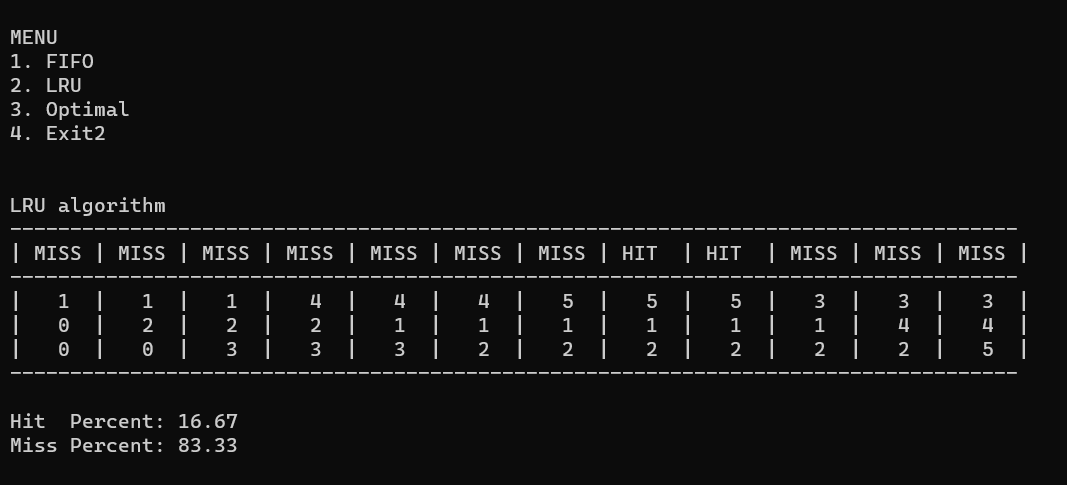 MENU
1. FIFO
2. LRU
3. Optimal
4. Exit2
LRU algorithm
------------------------------------------------------------------------------------
| MISS | MISS | MISS | MISS | MISS | MISS | MISS | HIT  | HIT  | MISS | MISS | MISS |
------------------------------------------------------------------------------------
|   1  |   1  |   1  |   4  |   4  |   4  |   5  |   5  |   5  |   3  |   3  |   3  |
|   0  |   2  |   2  |   2  |   1  |   1  |   1  |   1  |   1  |   1  |   4  |   4  |
|   0  |   0  |   3  |   3  |   3  |   2  |   2  |   2  |   2  |   2  |   2  |   5  |
------------------------------------------------------------------------------------
Hit  Percent: 16.67
Miss Percent: 83.33